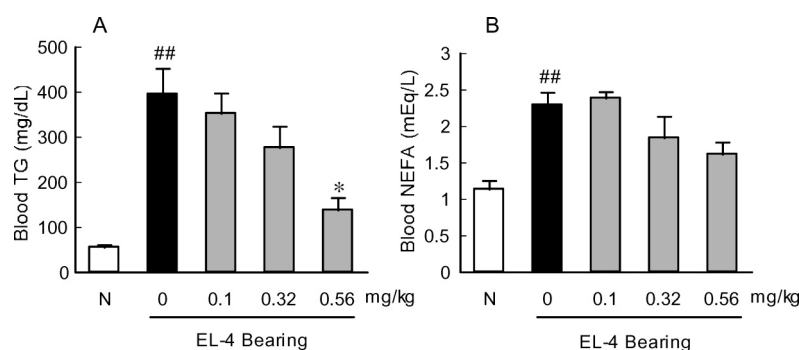 A
Blood TG (mg/dL)
500
400
300
200
100
0
##
*
N 0 0.1 0.32 0.56 mg/kg
EL-4 Bearing
B
Blood NEFA (mEq/L)
3
2.5
2
1.5
1
0.5
0
##
N 0 0.1 0.32 0.56 mg/kg
EL-4 Bearing